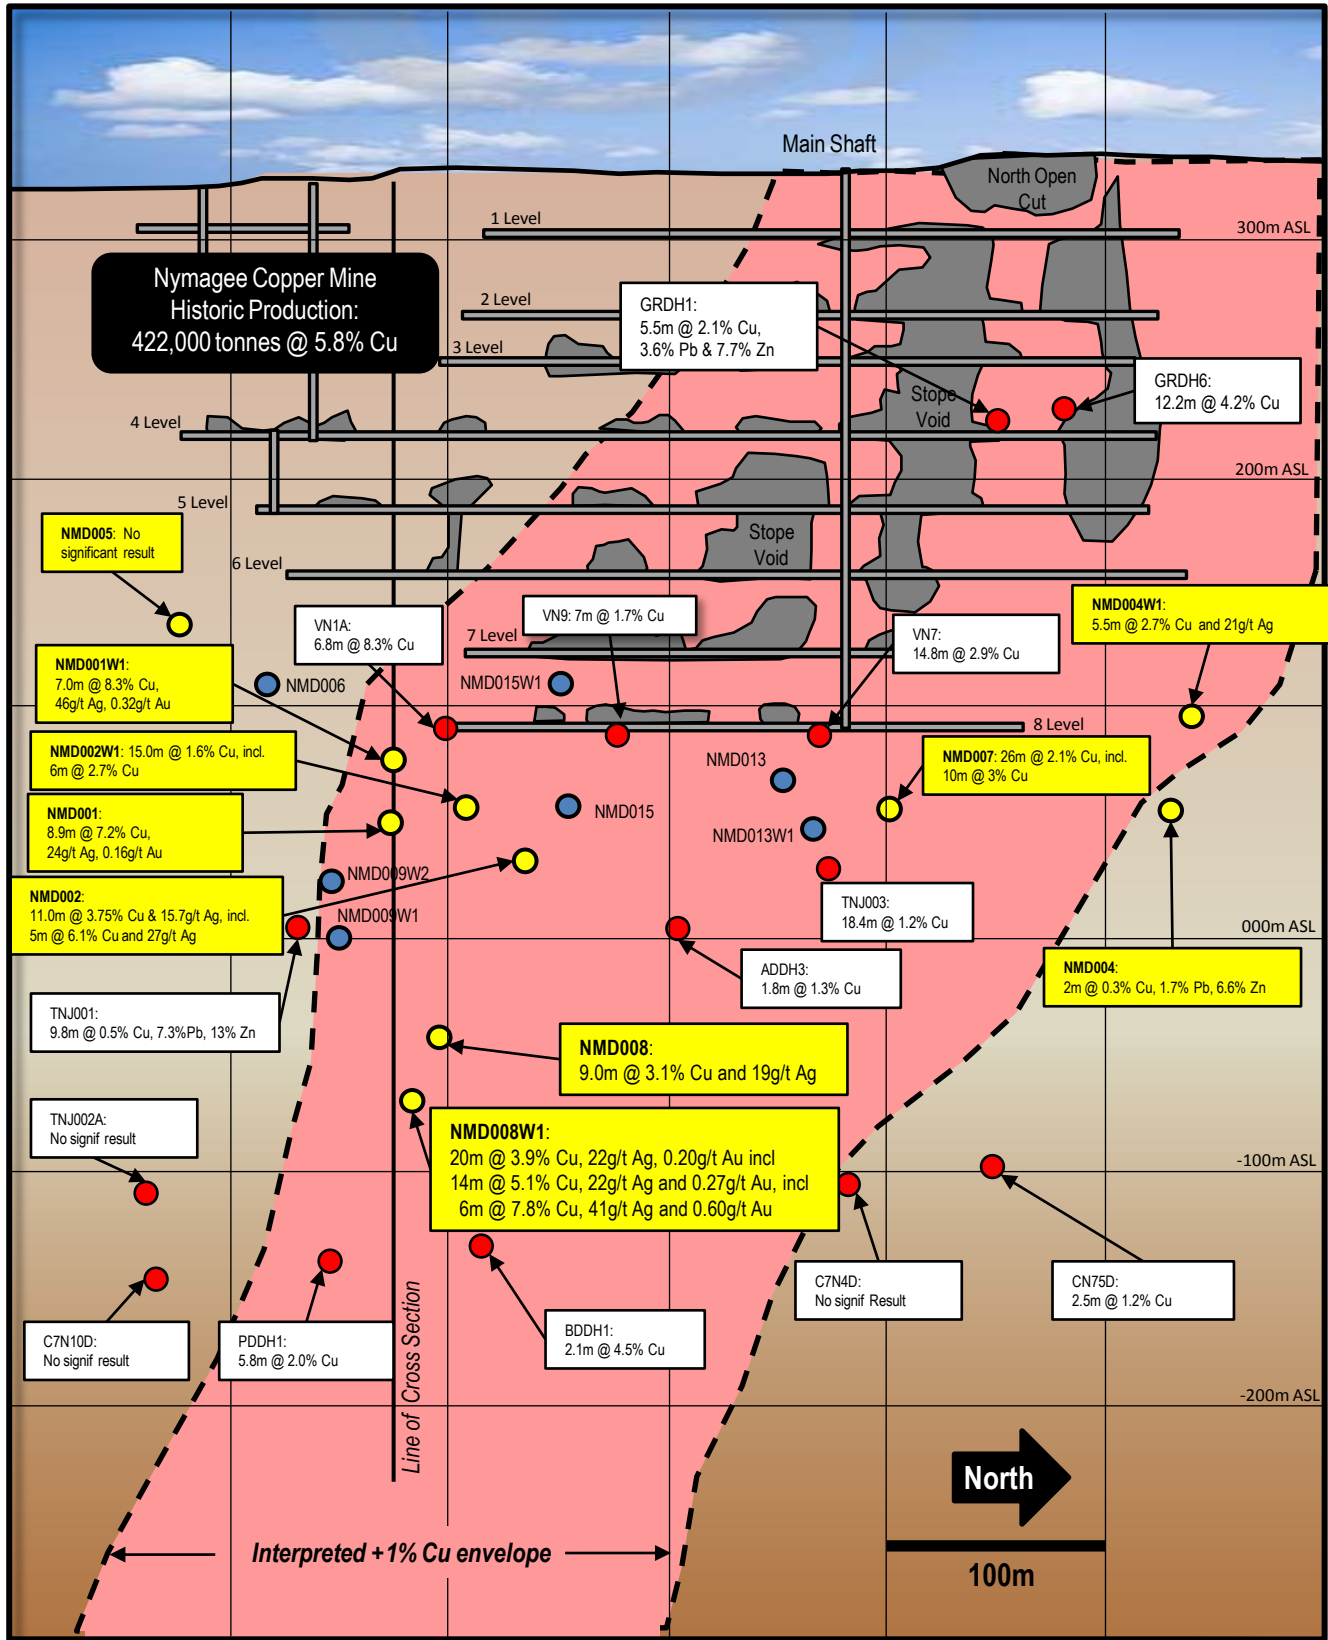 Main Shaft
North Open
Cut
1 Level
300m ASL
Nymagee Copper Mine
Historic Production:
422,000 tonnes @ 5.8% Cu
2 Level
GRDH1:
5.5m @ 2.1% Cu,
3.6% Pb & 7.7% Zn
3 Level
GRDH6:
12.2m @ 4.2% Cu
Stope
Void
4 Level
200m ASL
5 Level
NMD005: No
significant result
Stope
Void
6 Level
VN1A:
6.8m @ 8.3% Cu
VN9: 7m @ 1.7% Cu
NMD004W1:
5.5m @ 2.7% Cu and 21g/t Ag
7 Level
VN7:
14.8m @ 2.9% Cu
NMD001W1:
7.0m @ 8.3% Cu,
46g/t Ag, 0.32g/t Au
NMD006
NMD015W1
8 Level
NMD002W1: 15.0m @ 1.6% Cu, incl.
6m @ 2.7% Cu
NMD013
NMD007: 26m @ 2.1% Cu, incl.
10m @ 3% Cu
NMD001:
8.9m @ 7.2% Cu,
24g/t Ag, 0.16g/t Au
NMD015
NMD013W1
NMD009W2
NMD002:
11.0m @ 3.75% Cu & 15.7g/t Ag, incl.
5m @ 6.1% Cu and 27g/t Ag
NMD009W1
TNJ003:
18.4m @ 1.2% Cu
000m ASL
ADDH3:
1.8m @ 1.3% Cu
NMD004:
2m @ 0.3% Cu, 1.7% Pb, 6.6% Zn
TNJ001:
9.8m @ 0.5% Cu, 7.3%Pb, 13% Zn
NMD008:
9.0m @ 3.1% Cu and 19g/t Ag
TNJ002A:
No signif result
NMD008W1:
20m @ 3.9% Cu, 22g/t Ag, 0.20g/t Au incl
14m @ 5.1% Cu, 22g/t Ag and 0.27g/t Au, incl
6m @ 7.8% Cu, 41g/t Ag and 0.60g/t Au
-100m ASL
C7N10D:
No signif result
PDDH1:
5.8m @ 2.0% Cu
Line of Cross Section
BDDH1:
2.1m @ 4.5% Cu
C7N4D:
No signif Result
CN75D:
2.5m @ 1.2% Cu
-200m ASL
North
Interpreted +1% Cu envelope
100m